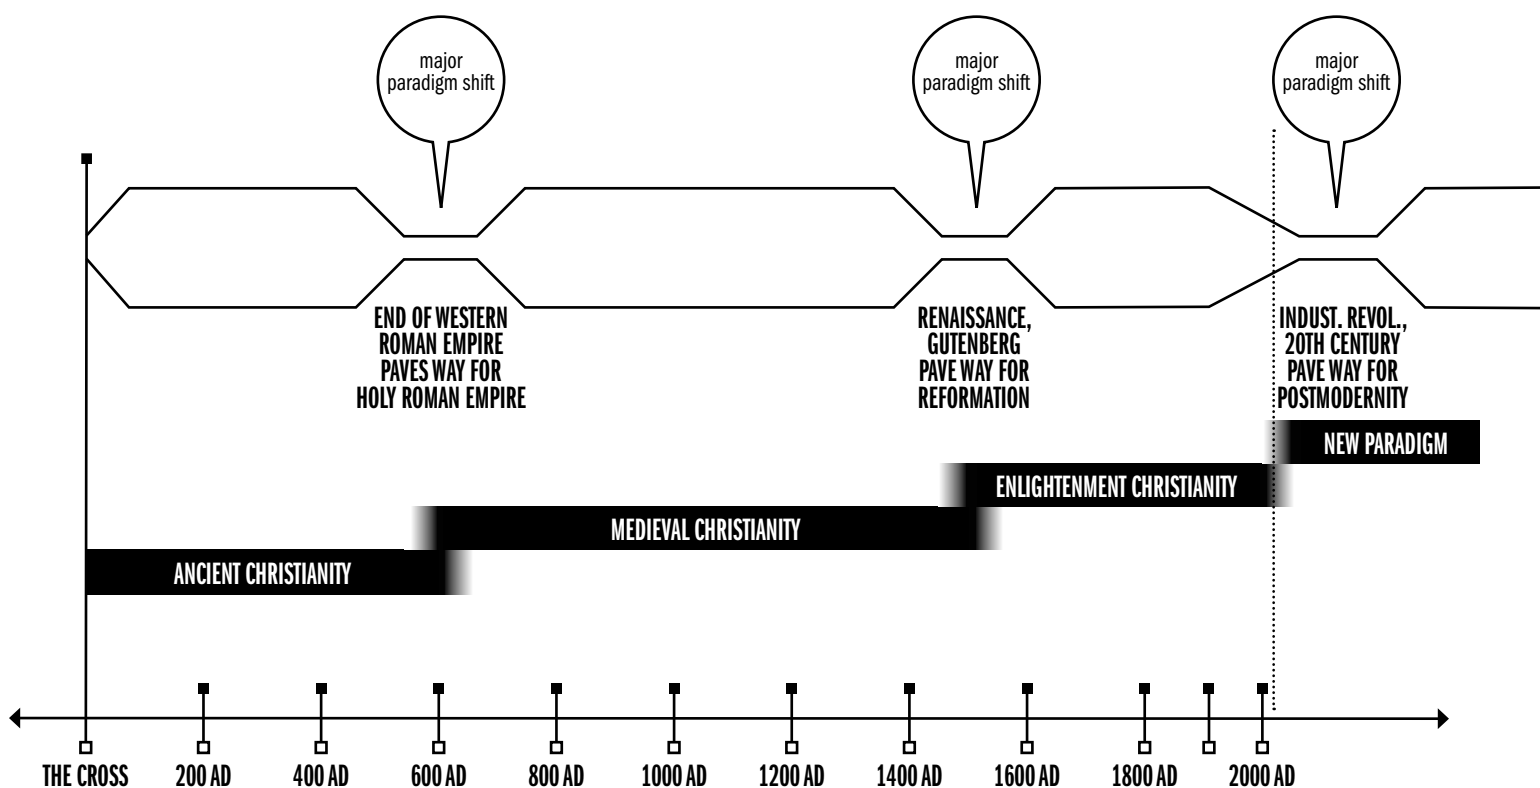 major
paradigm shift
major
paradigm shift
major
paradigm shift
END OF WESTERN
ROMAN EMPIRE
PAVES WAY FOR
HOLY ROMAN EMPIRE
RENAISSANCE,
GUTENBERG
PAVE WAY FOR
REFORMATION
INDUST. REVOL.,
20TH CENTURY
PAVE WAY FOR
POSTMODERNITY
NEW PARADIGM
ENLIGHTENMENT CHRISTIANITY
MEDIEVAL CHRISTIANITY
ANCIENT CHRISTIANITY
THE CROSS
200 AD
400 AD
600 AD
800 AD
1000 AD
1200 AD
1400 AD
1600 AD
1800 AD
2000 AD